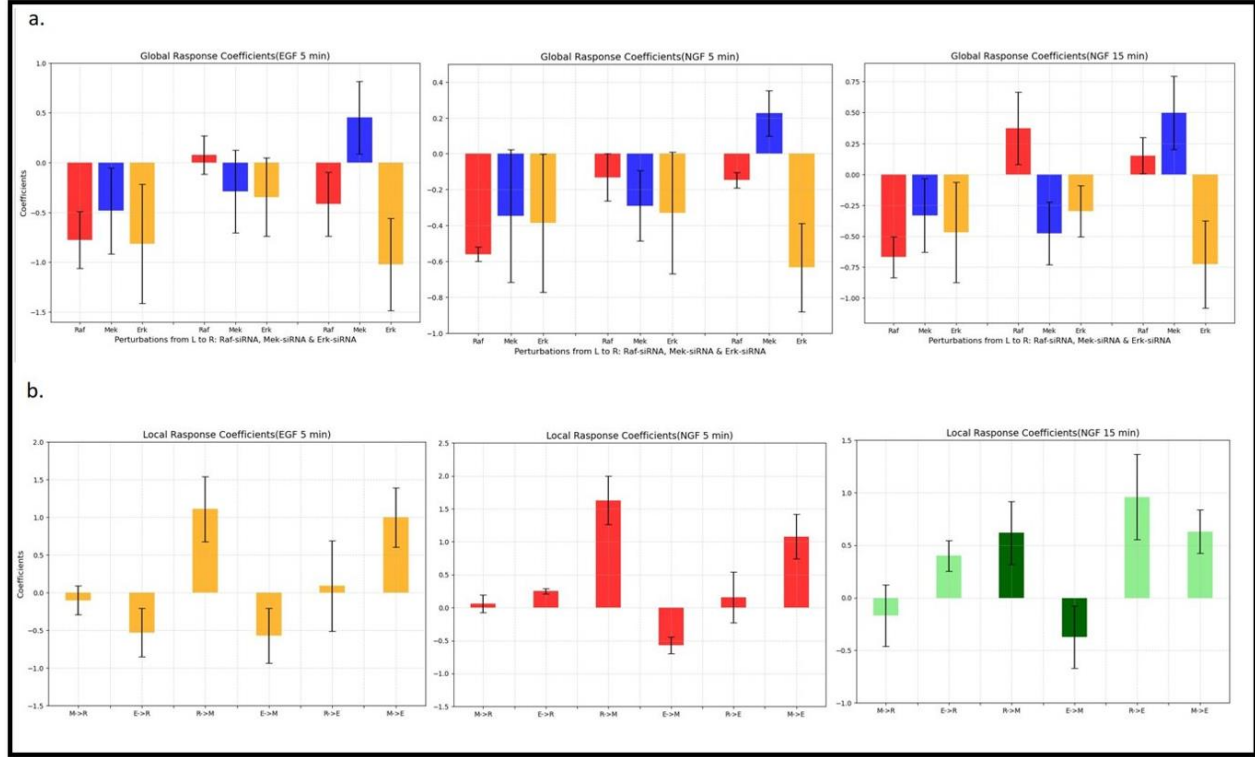 a.
Global Response Coefficients(EGF 5 min)
Global Response Coefficients(NGF 5 min)
Global Response Coefficients(NGF 15 min)
Coefficients
1.0
0.5
0.0
−0.5
−1.0
−1.5
Raf Mek Erk Raf Mek Erk Raf Mek Erk
Perturbations from L to R: Raf-siRNA, Mek-siRNA & Erk-siRNA
0.4
0.2
0.0
−0.2
−0.4
−0.6
−0.8
−1.0
Raf Mek Erk Raf Mek Erk Raf Mek Erk
Perturbations from L to R: Raf-siRNA, Mek-siRNA & Erk-siRNA
0.75
0.50
0.25
0.00
−0.25
−0.50
−0.75
−1.00
Raf Mek Erk Raf Mek Erk Raf Mek Erk
Perturbations from L to R: Raf-siRNA, Mek-siRNA & Erk-siRNA
b.
Local Response Coefficients(EGF 5 min)
Local Response Coefficients(NGF 5 min)
Local Response Coefficients(NGF 15 min)
Coefficients
2.0
1.5
1.0
0.5
0.0
−0.5
−1.0
−1.5
M->R E->R R->M E->M R->E M->E
2.5
2.0
1.5
1.0
0.5
0.0
−0.5
−1.0
−1.5
M->R E->R R->M E->M R->E M->E
1.5
1.0
0.5
0.0
−0.5
−1.0
M->R E->R R->M E->M R->E M->E